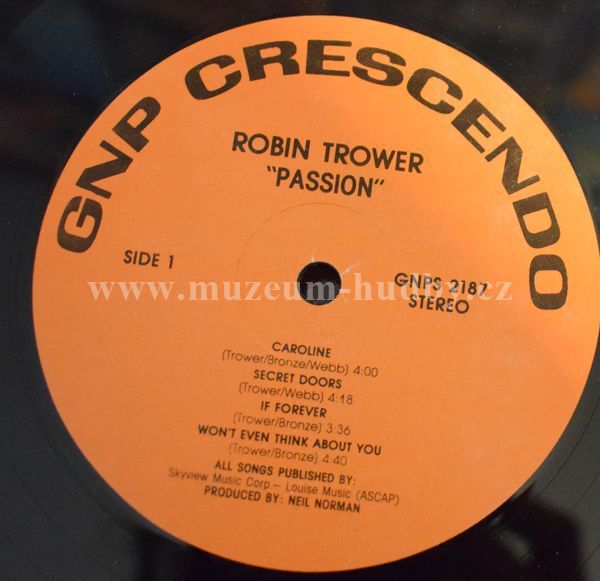 GNP CRESCENDO
ROBIN TROWER
"PASSION"
SIDE 1
GNPS 2187
STEREO
www.muzeum-hudby.cz
CAROLINE
(Trower/Bronze/Webb) 4:00
SECRET DOORS
(Trower/Webb) 4:18
IF FOREVER
(Trower/Bronze) 3:36
WON'T EVEN THINK ABOUT YOU
(Trower/Bronze) 4:40
ALL SONGS PUBLISHED BY:
Skyview Music Corp – Louise Music (ASCAP)
PRODUCED BY: NEIL NORMAN